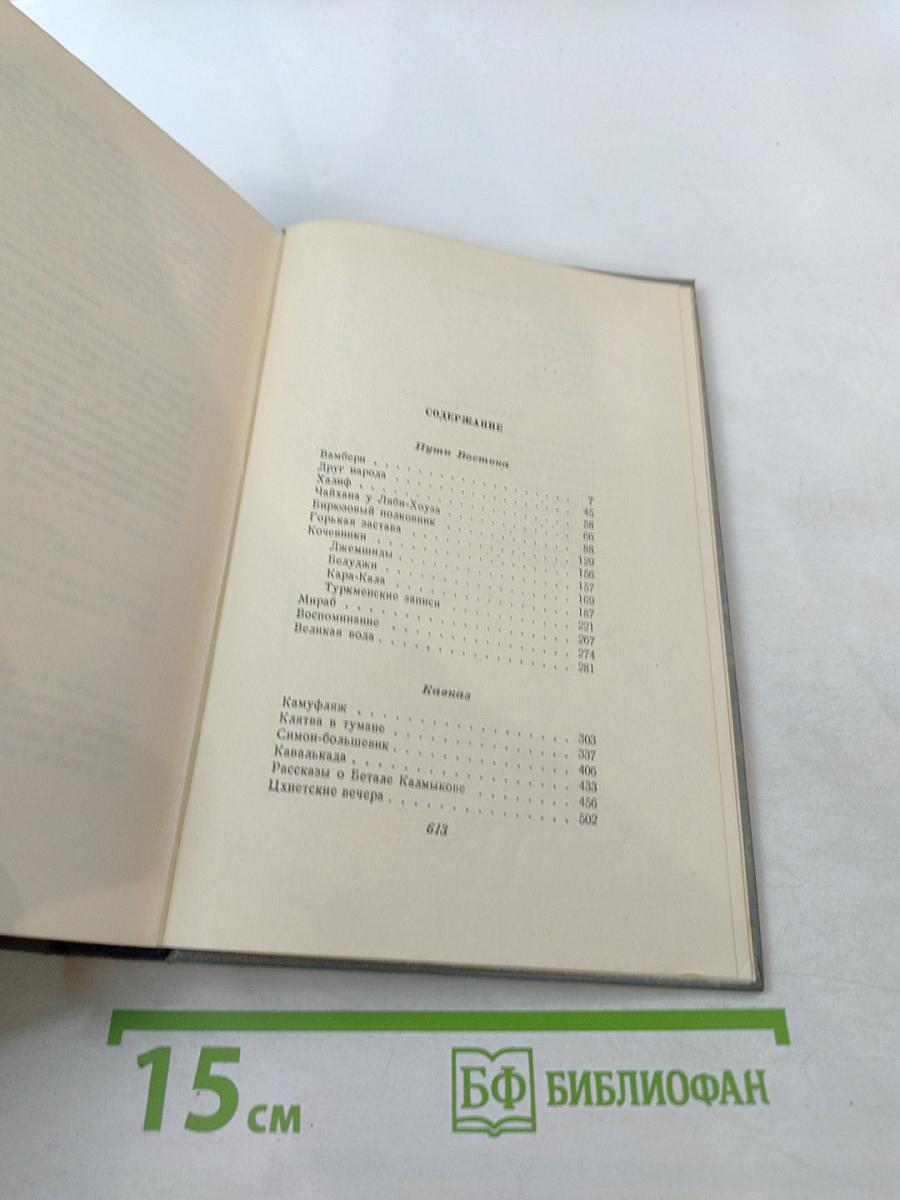 СОДЕРЖАНИЕ
Пути Востока
Вамбери . . . . . . . . . . . . . . 7
Друг народа . . . . . . . . . . . . . . 45
Халиф . . . . . . . . . . . . . . 58
Чайхана у Ляби-Хоуза . . . . . . . . . . 66
Бирюзовый полковник . . . . . . . . . . 88
Горькая застава . . . . . . . . . . . . 129
Кочевники . . . . . . . . . . . . . . 156
Джемшиды . . . . . . . . . . . . 157
Белуджи . . . . . . . . . . . . 169
Кара-Кала . . . . . . . . . . . . 187
Туркменские записи . . . . . . . . 221
Мираб . . . . . . . . . . . . . . 267
Воспоминание . . . . . . . . . . . . 274
Великая вода . . . . . . . . . . . . 281
Кавказ
Камуфляж . . . . . . . . . . . . . . 303
Клятва в тумане . . . . . . . . . . . . 337
Симон-большевик . . . . . . . . . . . . 406
Кавалькада . . . . . . . . . . . . . . 433
Рассказы о Бетале Калмыкове . . . . . . . . 456
Цхнетские вечера . . . . . . . . . . . . 502
613
15 см
БФ БИБЛИОФАН